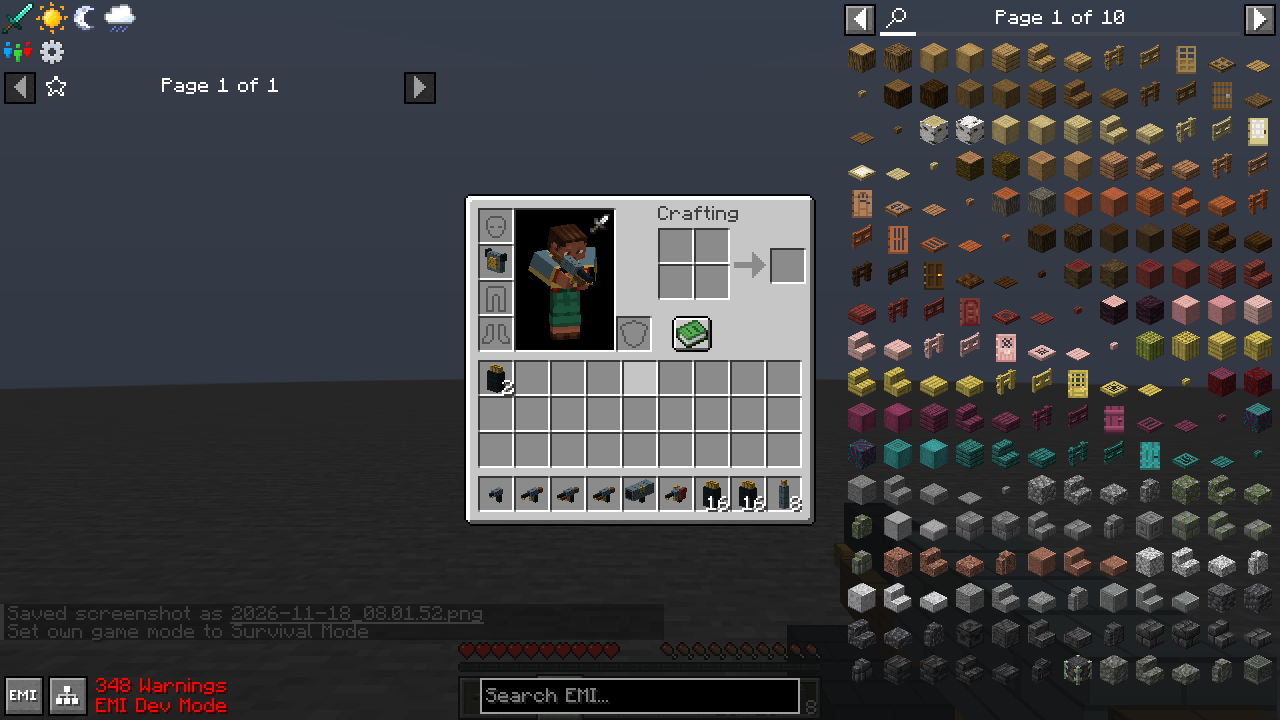 Page 1 of 10
Page 1 of 1
Crafting
2
16
16
8
Saved screenshot as 2026-11-18_08.01.52.png
Set own game mode to Survival Mode
EMI
348 Warnings
EMI Dev Mode
Search EMI...
8